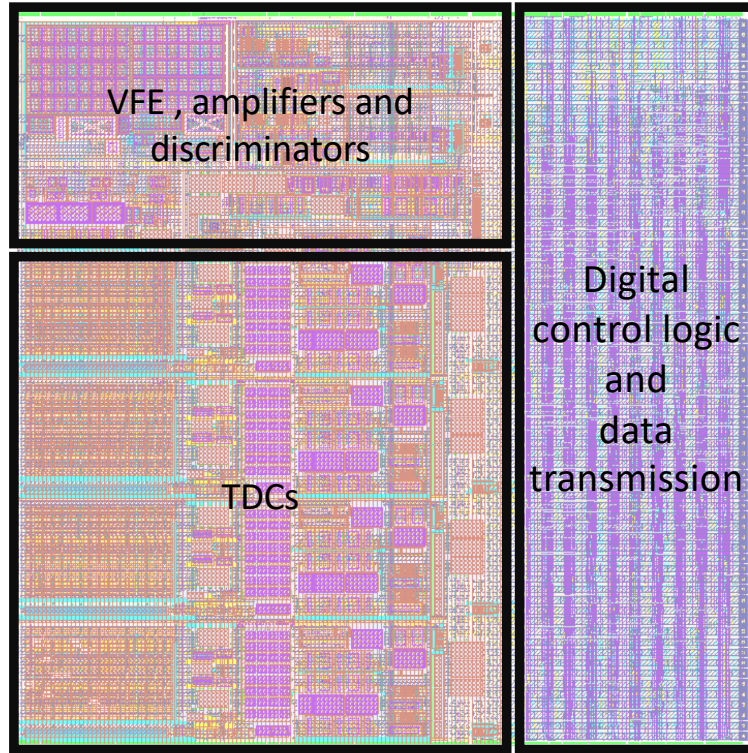 VFE , amplifiers and
discriminators
TDCs
Digital
control logic
and
data
transmission